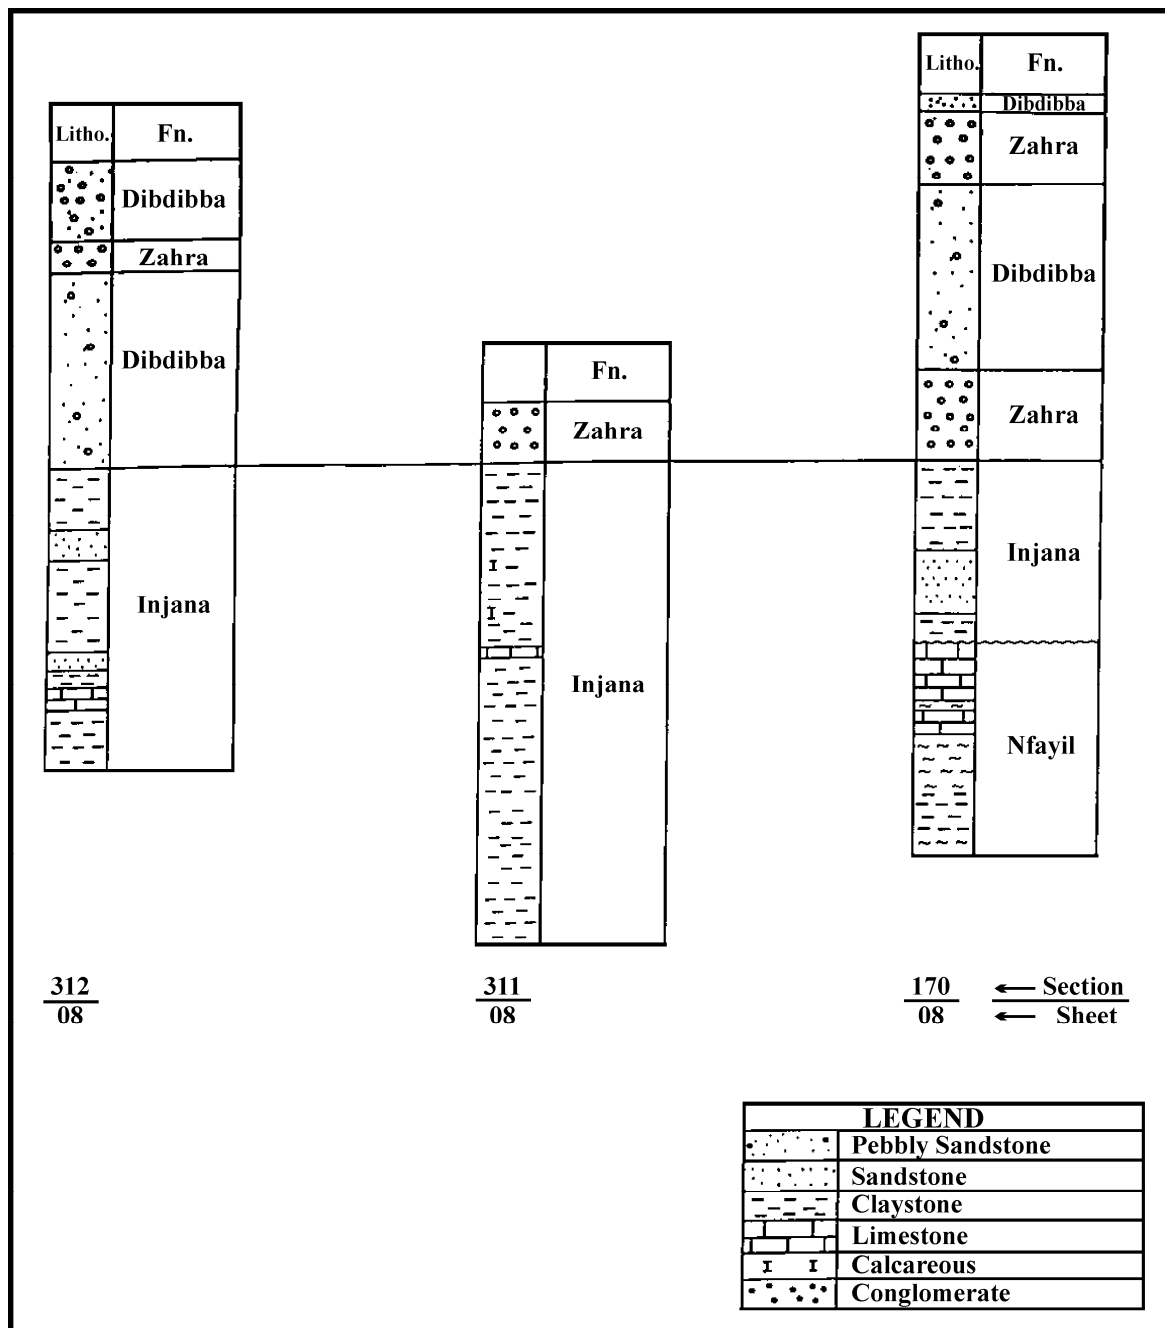 Litho. Fn.
Dibdibba
Zahra
Dibdibba
Injana
Fn.
Zahra
Injana
Litho. Fn.
Dibdibba
Zahra
Dibdibba
Zahra
Injana
Nfayil
312
08
311
08
170
08
Section
Sheet
LEGEND
Pebbly Sandstone
Sandstone
Claystone
Limestone
Calcareous
Conglomerate